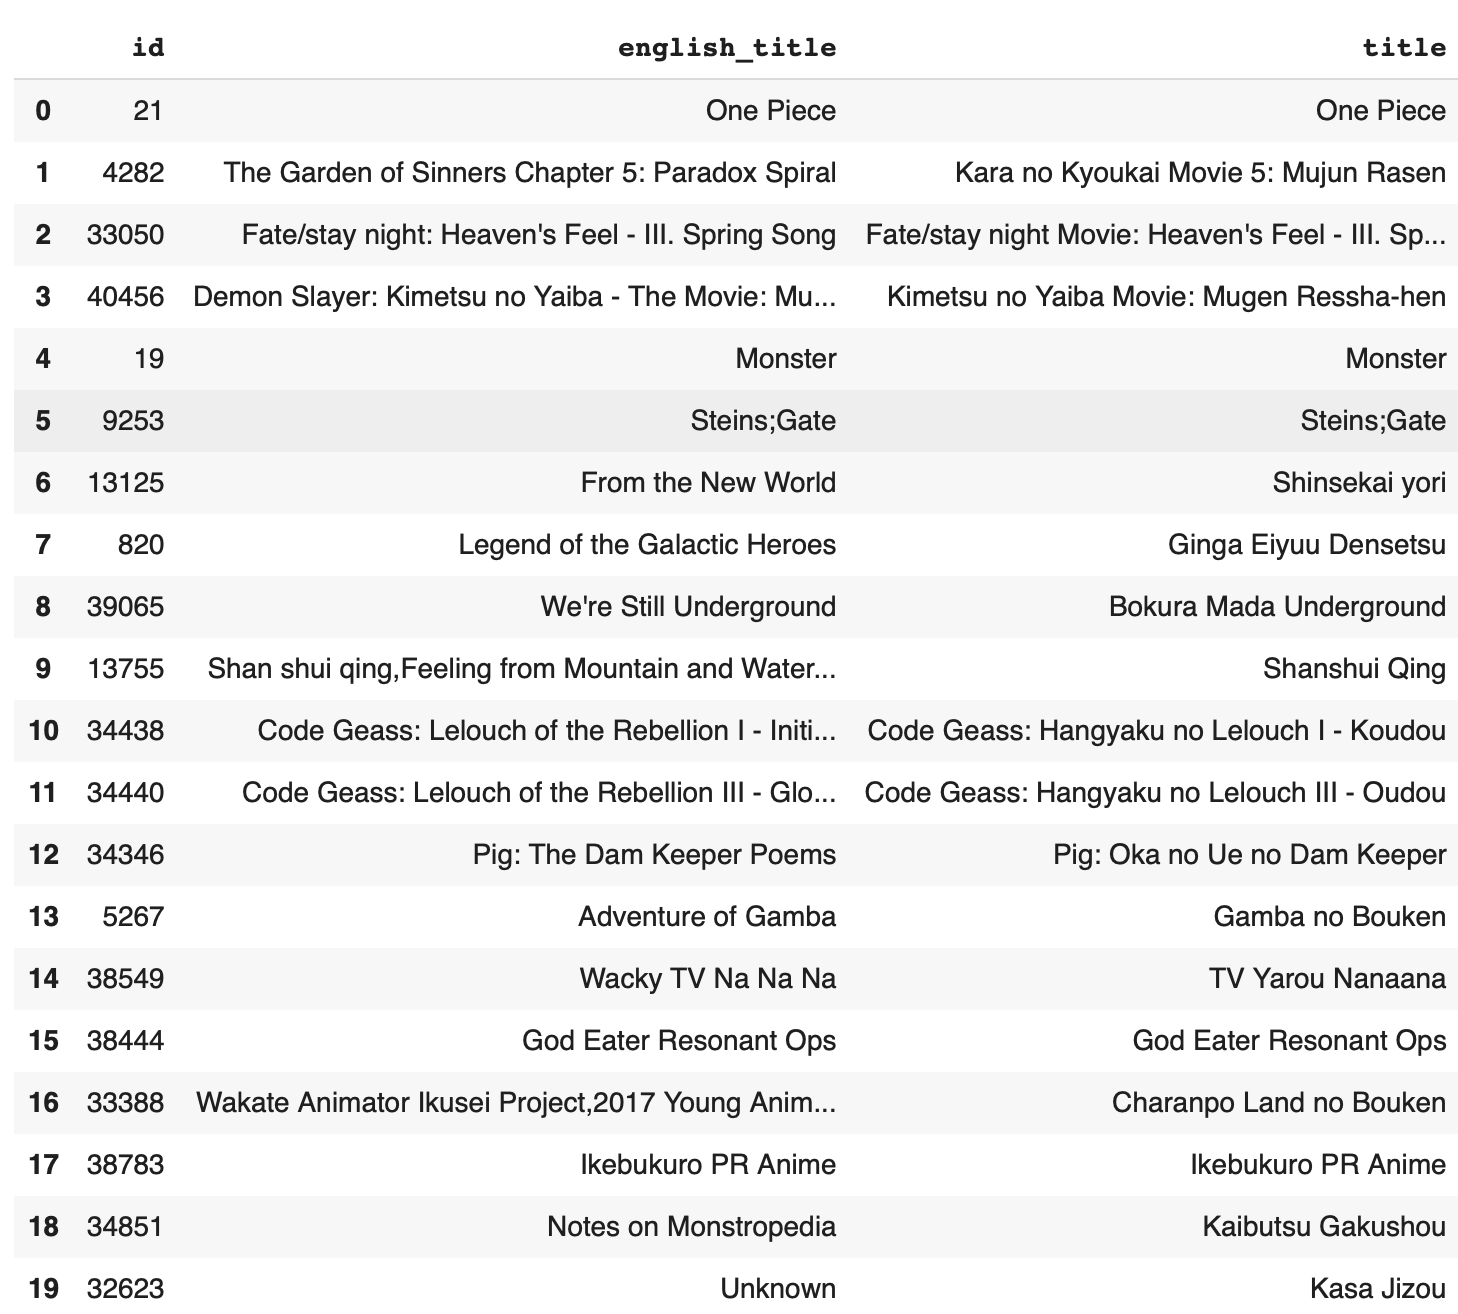 id english_title title
0 21 One Piece One Piece
1 4282 The Garden of Sinners Chapter 5: Paradox Spiral Kara no Kyoukai Movie 5: Mujun Rasen
2 33050 Fate/stay night: Heaven's Feel - III. Spring Song Fate/stay night Movie: Heaven's Feel - III. Sp...
3 40456 Demon Slayer: Kimetsu no Yaiba - The Movie: Mu... Kimetsu no Yaiba Movie: Mugen Ressha-hen
4 19 Monster Monster
5 9253 Steins;Gate Steins;Gate
6 13125 From the New World Shinsekai yori
7 820 Legend of the Galactic Heroes Ginga Eiyuu Densetsu
8 39065 We're Still Underground Bokura Mada Underground
9 13755 Shan shui qing,Feeling from Mountain and Water... Shanshui Qing
10 34438 Code Geass: Lelouch of the Rebellion I - Initi... Code Geass: Hangyaku no Lelouch I - Koudou
11 34440 Code Geass: Lelouch of the Rebellion III - Glo... Code Geass: Hangyaku no Lelouch III - Oudou
12 34346 Pig: The Dam Keeper Poems Pig: Oka no Ue no Dam Keeper
13 5267 Adventure of Gamba Gamba no Bouken
14 38549 Wacky TV Na Na Na TV Yarou Nanaana
15 38444 God Eater Resonant Ops God Eater Resonant Ops
16 33388 Wakate Animator Ikusei Project,2017 Young Anim... Charanpo Land no Bouken
17 38783 Ikebukuro PR Anime Ikebukuro PR Anime
18 34851 Notes on Monstropedia Kaibutsu Gakushou
19 32623 Unknown Kasa Jizou